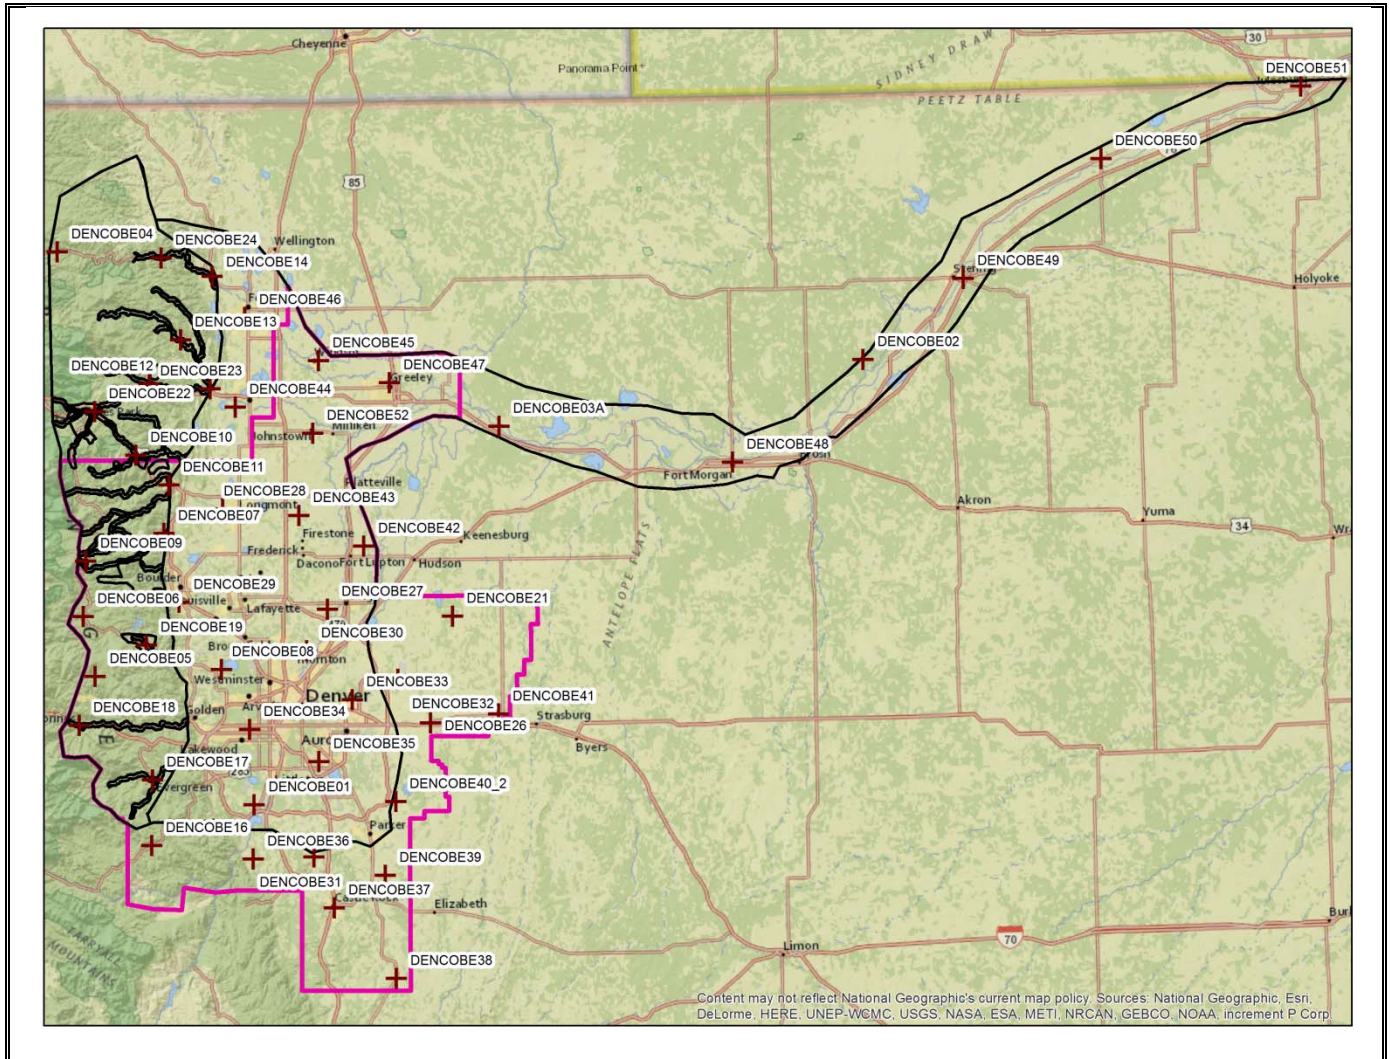 Cheyenne
30
DENCOBE51
Panorama Point
SIDNEY DRAW
PEETZ TABLE
DENCOBE50
85
DENCOBE04
DENCOBE24
Wellington
DENCOBE14
DENCOBE49
Holyoke
DENCOBE46
DENCOBE13
DENCOBE45
DENCOBE02
DENCOBE12
DENCOBE23
DENCOBE47
DENCOBE22
DENCOBE44
Greeley
DENCOBE52
DENCOBE03A
Milliken
Johnstown
DENCOBE10
DENCOBE48
DENCOBE11
Fort Morgan
Platteville
DENCOBE28
DENCOBE43
Akron
DENCOBE07
Yuma
34
DENCOBE42
Firestone
Keenesburg
DENCOBE09
Frederick
Dacono
Fort Lupton
Hudson
DENCOBE29
DENCOBE27
DENCOBE21
DENCOBE06
Lafayette
ANTELOPE FLATS
DENCOBE19
DENCOBE30
DENCOBE05
DENCOBE08
Westminster
DENCOBE33
Denver
DENCOBE18
DENCOBE34
DENCOBE32
DENCOBE41
Golden
Strasburg
DENCOBE26
DENCOBE35
Byers
DENCOBE17
DENCOBE01
DENCOBE40_2
Evergreen
DENCOBE16
Parker
DENCOBE36
DENCOBE39
DENCOBE31
DENCOBE37
Elizabeth
TARRYALL
MOUNTAINS
70
Limon
DENCOBE38
Content may not reflect National Geographic's current map policy. Sources: National Geographic, Esri,
DeLorme, HERE, UNEP-WCMC, USGS, NASA, ESA, METI, NRCAN, GEBCO, NOAA, increment P Corp.